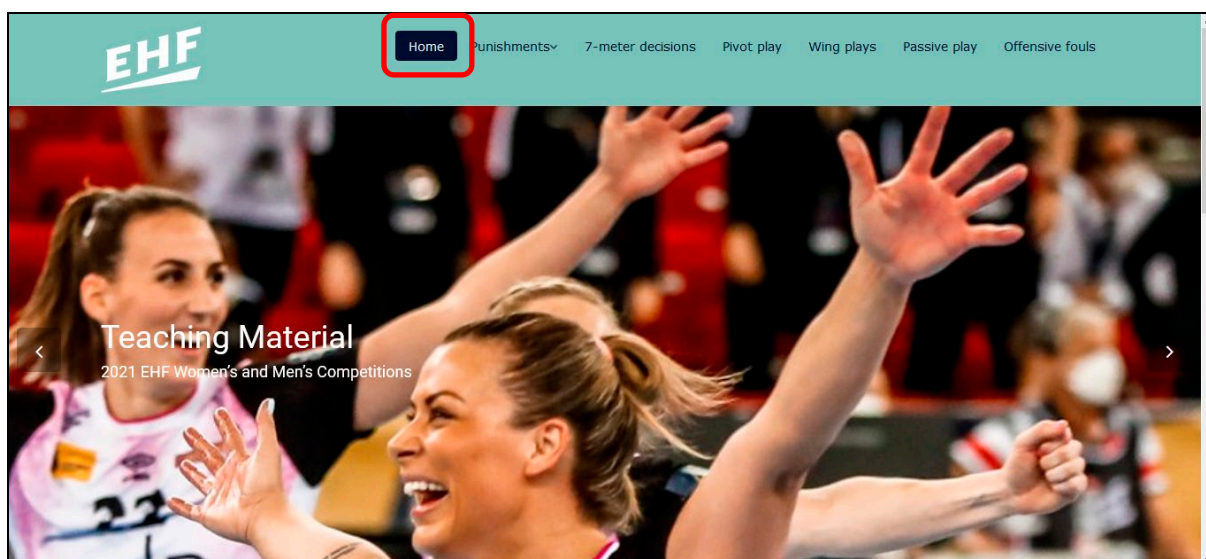 EHF
Home Punishments 7-meter decisions Pivot play Wing plays Passive play Offensive fouls
Teaching Material
2021 EHF Women's and Men's Competitions
22